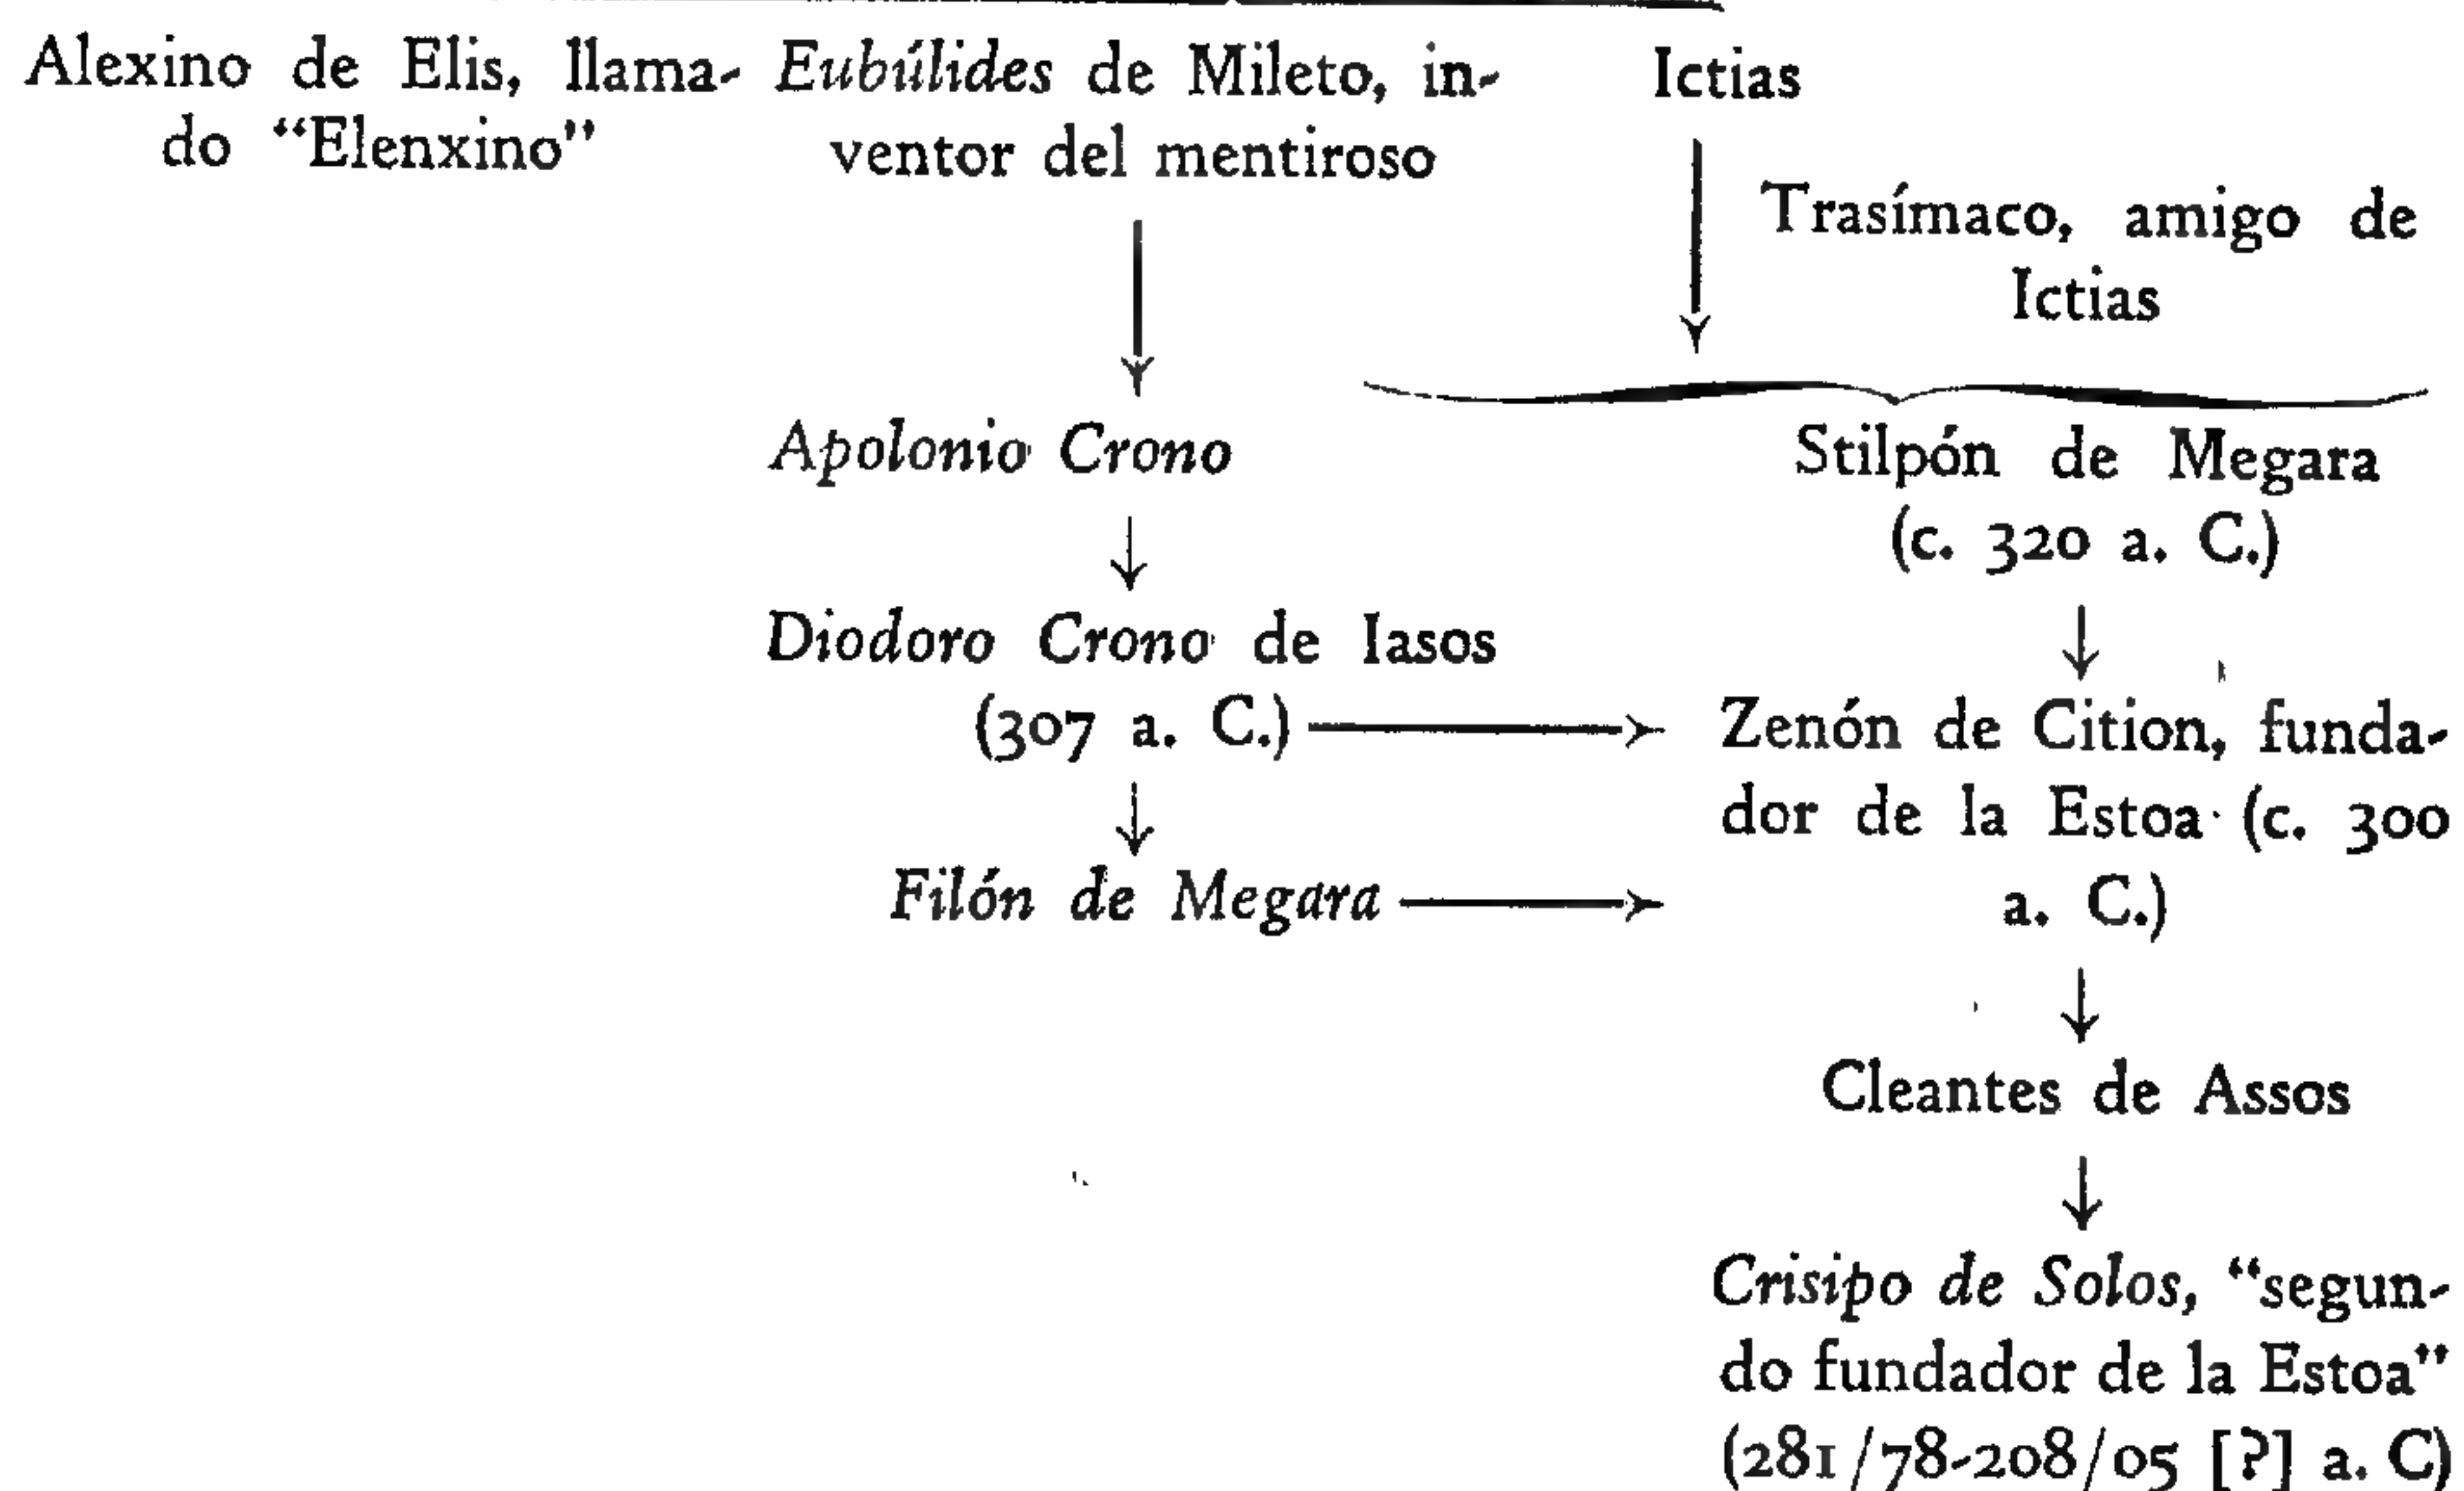 Alexino de Elis, llama-
do “Elenxino”
Eubúlides de Mileto, in-
ventor del mentiroso
Ictias
Trasímaco, amigo de
Ictias
Apolonio Crono
Stilpón de Megara
(c. 320 a. C.)
Diodoro Crono de Iasos
(307 a. C.)
Zenón de Cition, funda-
dor de la Estoa (c. 300
a. C.)
Filón de Megara
Cleantes de Assos
Crisipo de Solos, “segun-
do fundador de la Estoa”
(281/78-208/05 [?] a. C)